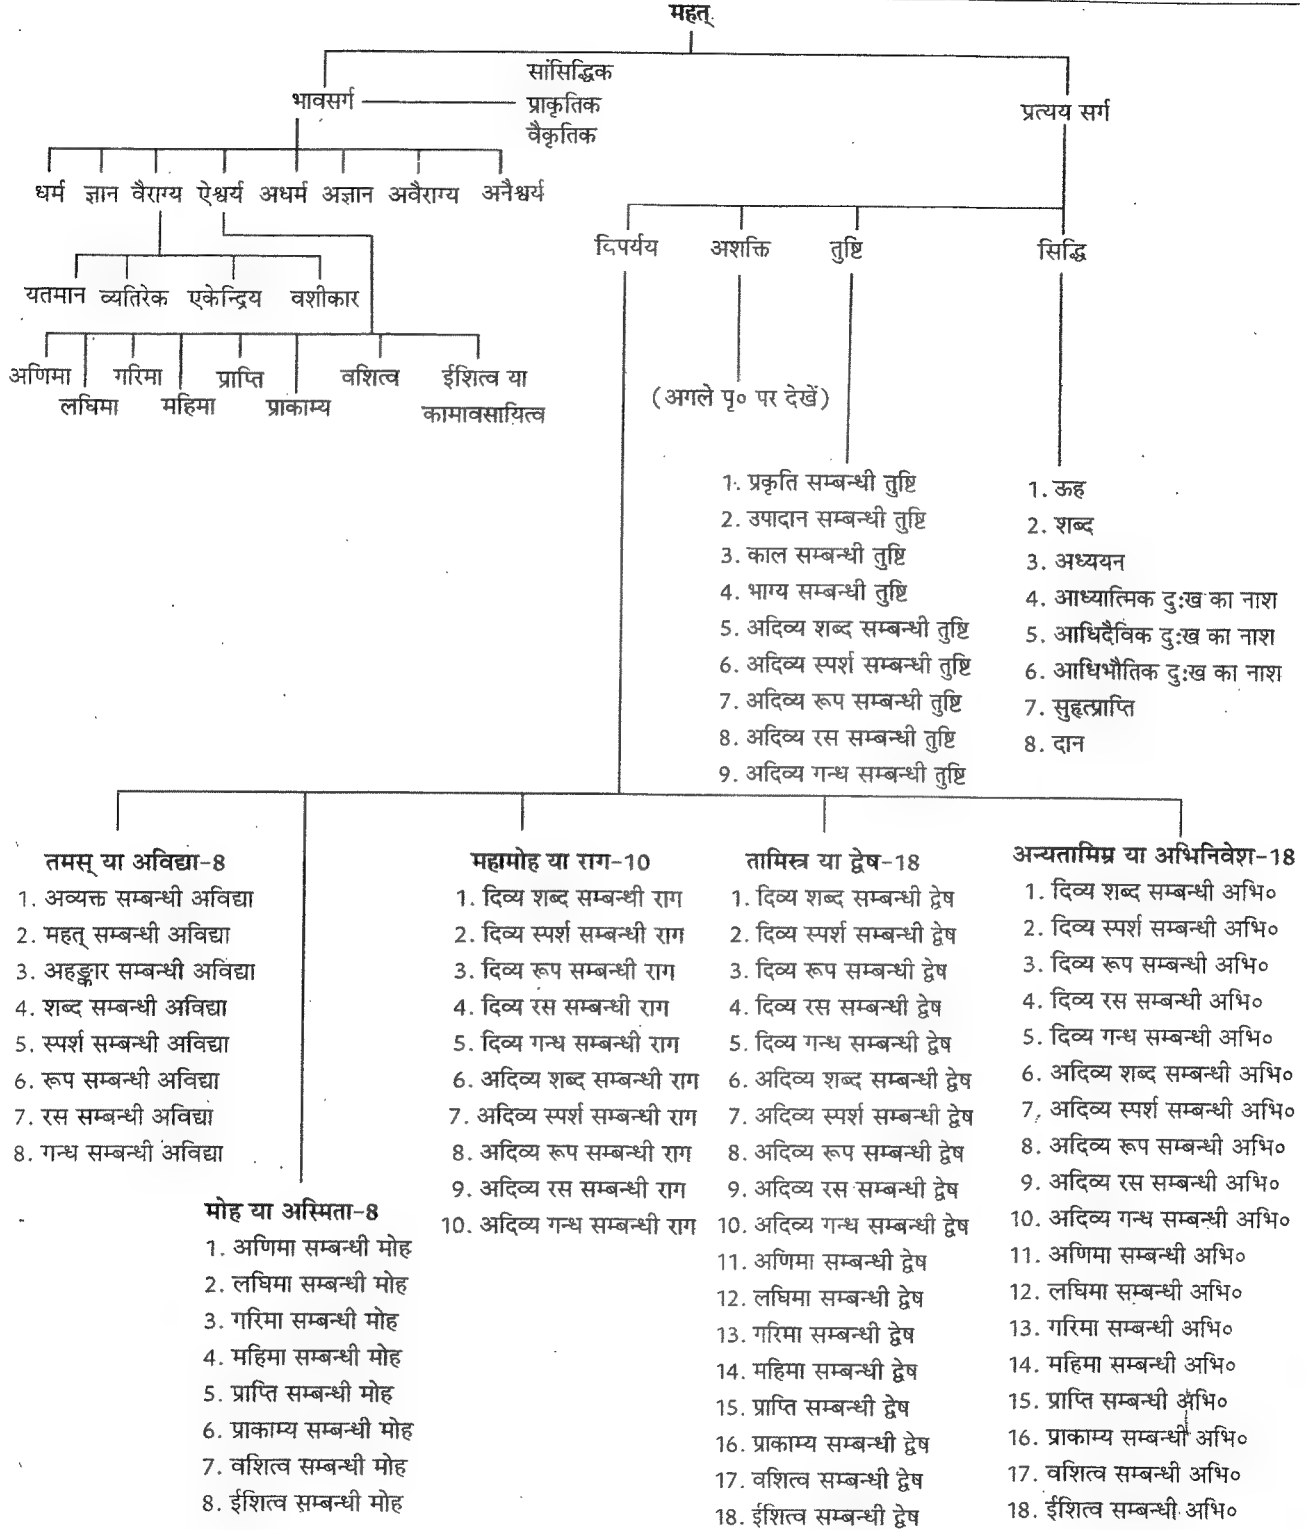 महत्
सांसिद्धिक
भावसर्ग
प्राकृतिक
वैकृतिक
प्रत्यय सर्ग
धर्म ज्ञान वैराग्य ऐश्वर्य अधर्म अज्ञान अवैराग्य अनैश्वर्य
विपर्यय अशक्ति तुष्टि सिद्धि
यतमान व्यतिरेक एकेन्द्रिय वशीकार
अणिमा गरिमा प्राप्ति वशित्व ईशित्व या
लघिमा महिमा प्राकाम्य कामावसायित्व
(अगले पृ० पर देखें)
1. प्रकृति सम्बन्धी तुष्टि
2. उपादान सम्बन्धी तुष्टि
3. काल सम्बन्धी तुष्टि
4. भाग्य सम्बन्धी तुष्टि
5. अदिव्य शब्द सम्बन्धी तुष्टि
6. अदिव्य स्पर्श सम्बन्धी तुष्टि
7. अदिव्य रूप सम्बन्धी तुष्टि
8. अदिव्य रस सम्बन्धी तुष्टि
9. अदिव्य गन्ध सम्बन्धी तुष्टि
1. ऊह
2. शब्द
3. अध्ययन
4. आध्यात्मिक दुःख का नाश
5. आधिदैविक दुःख का नाश
6. आधिभौतिक दुःख का नाश
7. सुहृत्प्राप्ति
8. दान
तमस् या अविद्या-8
1. अव्यक्त सम्बन्धी अविद्या
2. महत् सम्बन्धी अविद्या
3. अहङ्कार सम्बन्धी अविद्या
4. शब्द सम्बन्धी अविद्या
5. स्पर्श सम्बन्धी अविद्या
6. रूप सम्बन्धी अविद्या
7. रस सम्बन्धी अविद्या
8. गन्ध सम्बन्धी अविद्या
मोह या अस्मिता-8
1. अणिमा सम्बन्धी मोह
2. लघिमा सम्बन्धी मोह
3. गरिमा सम्बन्धी मोह
4. महिमा सम्बन्धी मोह
5. प्राप्ति सम्बन्धी मोह
6. प्राकाम्य सम्बन्धी मोह
7. वशित्व सम्बन्धी मोह
8. ईशित्व सम्बन्धी मोह
महामोह या राग-10
1. दिव्य शब्द सम्बन्धी राग
2. दिव्य स्पर्श सम्बन्धी राग
3. दिव्य रूप सम्बन्धी राग
4. दिव्य रस सम्बन्धी राग
5. दिव्य गन्ध सम्बन्धी राग
6. अदिव्य शब्द सम्बन्धी राग
7. अदिव्य स्पर्श सम्बन्धी राग
8. अदिव्य रूप सम्बन्धी राग
9. अदिव्य रस सम्बन्धी राग
10. अदिव्य गन्ध सम्बन्धी राग
तामिस्त्र या द्वेष-18
1. दिव्य शब्द सम्बन्धी द्वेष
2. दिव्य स्पर्श सम्बन्धी द्वेष
3. दिव्य रूप सम्बन्धी द्वेष
4. दिव्य रस सम्बन्धी द्वेष
5. दिव्य गन्ध सम्बन्धी द्वेष
6. अदिव्य शब्द सम्बन्धी द्वेष
7. अदिव्य स्पर्श सम्बन्धी द्वेष
8. अदिव्य रूप सम्बन्धी द्वेष
9. अदिव्य रस सम्बन्धी द्वेष
10. अदिव्य गन्ध सम्बन्धी द्वेष
11. अणिमा सम्बन्धी द्वेष
12. लघिमा सम्बन्धी द्वेष
13. गरिमा सम्बन्धी द्वेष
14. महिमा सम्बन्धी द्वेष
15. प्राप्ति सम्बन्धी द्वेष
16. प्राकाम्य सम्बन्धी द्वेष
17. वशित्व सम्बन्धी द्वेष
18. ईशित्व सम्बन्धी द्वेष
अन्यतामिम्र या अभिनिवेश-18
1. दिव्य शब्द सम्बन्धी अभि०
2. दिव्य स्पर्श सम्बन्धी अभि०
3. दिव्य रूप सम्बन्धी अभि०
4. दिव्य रस सम्बन्धी अभि०
5. दिव्य गन्ध सम्बन्धी अभि०
6. अदिव्य शब्द सम्बन्धी अभि०
7. अदिव्य स्पर्श सम्बन्धी अभि०
8. अदिव्य रूप सम्बन्धी अभि०
9. अदिव्य रस सम्बन्धी अभि०
10. अदिव्य गन्ध सम्बन्धी अभि०
11. अणिमा सम्बन्धी अभि०
12. लघिमा सम्बन्धी अभि०
13. गरिमा सम्बन्धी अभि०
14. महिमा सम्बन्धी अभि०
15. प्राप्ति सम्बन्धी अभि०
16. प्राकाम्य सम्बन्धी अभि०
17. वशित्व सम्बन्धी अभि०
18. ईशित्व सम्बन्धी अभि०